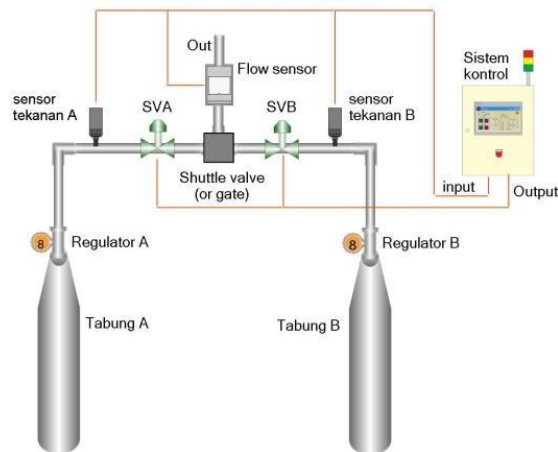 Out
Flow sensor
Sistem
kontrol
sensor
tekanan A
SVA
SVB
sensor
tekanan B
Shuttle valve
(or gate)
input
Output
8
Regulator A
8
Regulator B
Tabung A
Tabung B